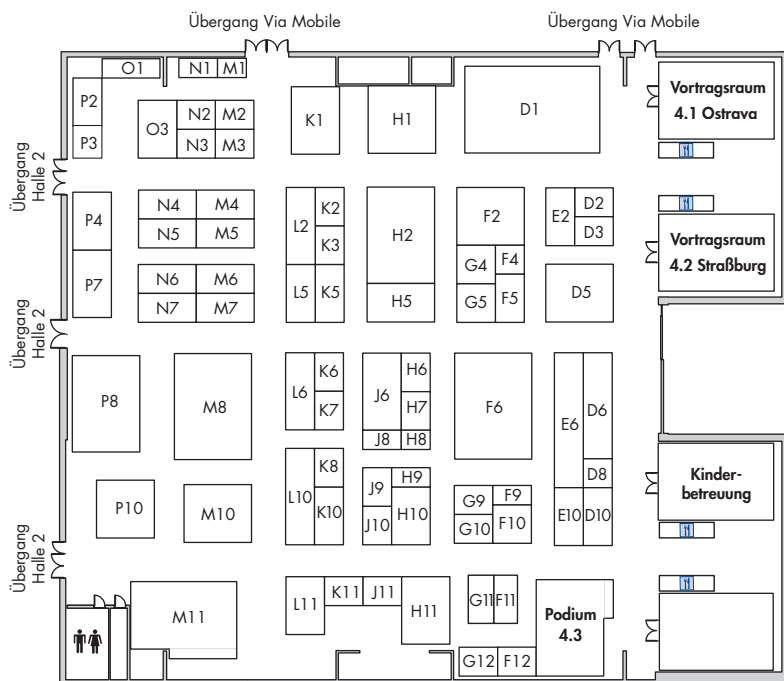 Übergang Via Mobile
Übergang Via Mobile
O1
N1
M1
P2
P3
O3
N2
M2
N3
M3
K1
H1
D1
Vortragsraum
4.1 Ostrava
Übergang
Halle 2
P4
P7
N4
M4
N5
M5
N6
M6
N7
M7
L2
K2
K3
L5
K5
H2
H5
F2
G4
F4
G5
F5
E2
D2
D3
D5
Vortragsraum
4.2 Straßburg
Übergang
Halle 2
P8
M8
L6
K6
K7
J6
H6
H7
J8
H8
F6
E6
D6
D8
E10
D10
P10
M10
L10
K8
K10
J9
H9
J10
H10
G9
F9
G10
F10
Kinder-
betreuung
Übergang
Halle 2
M11
L11
K11
J11
H11
G11
F11
G12
F12
Podium
4.3